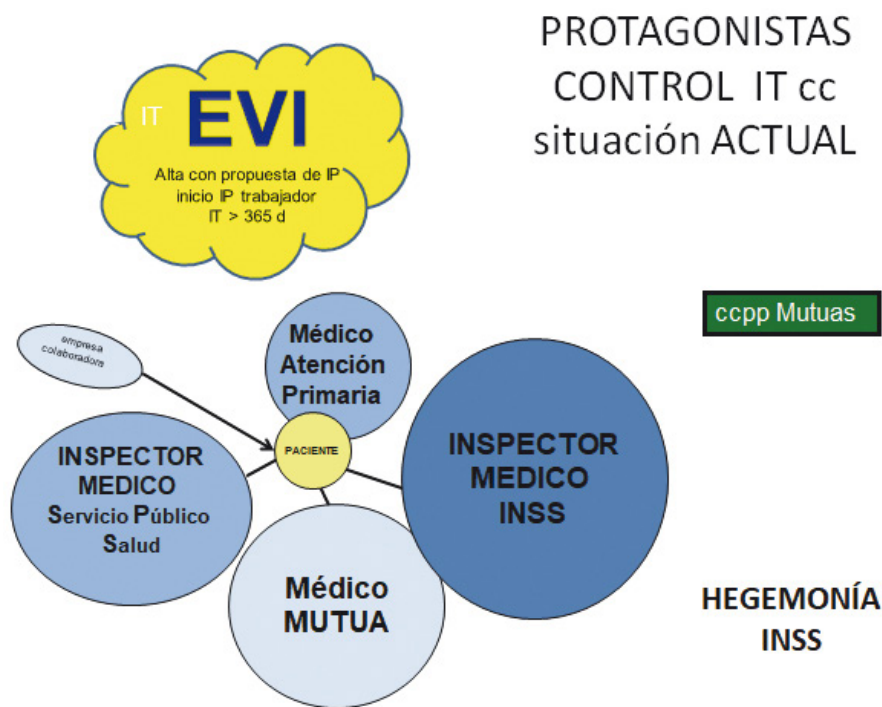 PROTAGONISTAS
CONTROL IT cc
situación ACTUAL
IT EVI
Alta con propuesta de IP
inicio IP trabajador
IT > 365 d
ccpp Mutuas
empresa
colaboradora
Médico
Atención
Primaria
PACIENTE
INSPECTOR
MEDICO
Servicio Público
Salud
INSPECTOR
MEDICO
INSS
Médico
MUTUA
HEGEMONÍA
INSS